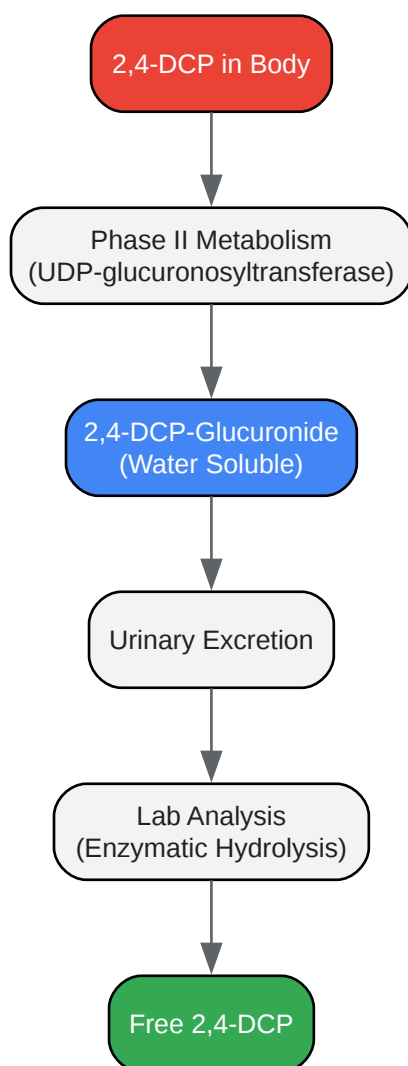 2,4-DCP in Body
Phase II Metabolism
(UDP-glucuronosyltransferase)
2,4-DCP-Glucuronide
(Water Soluble)
Urinary Excretion
Lab Analysis
(Enzymatic Hydrolysis)
Free 2,4-DCP